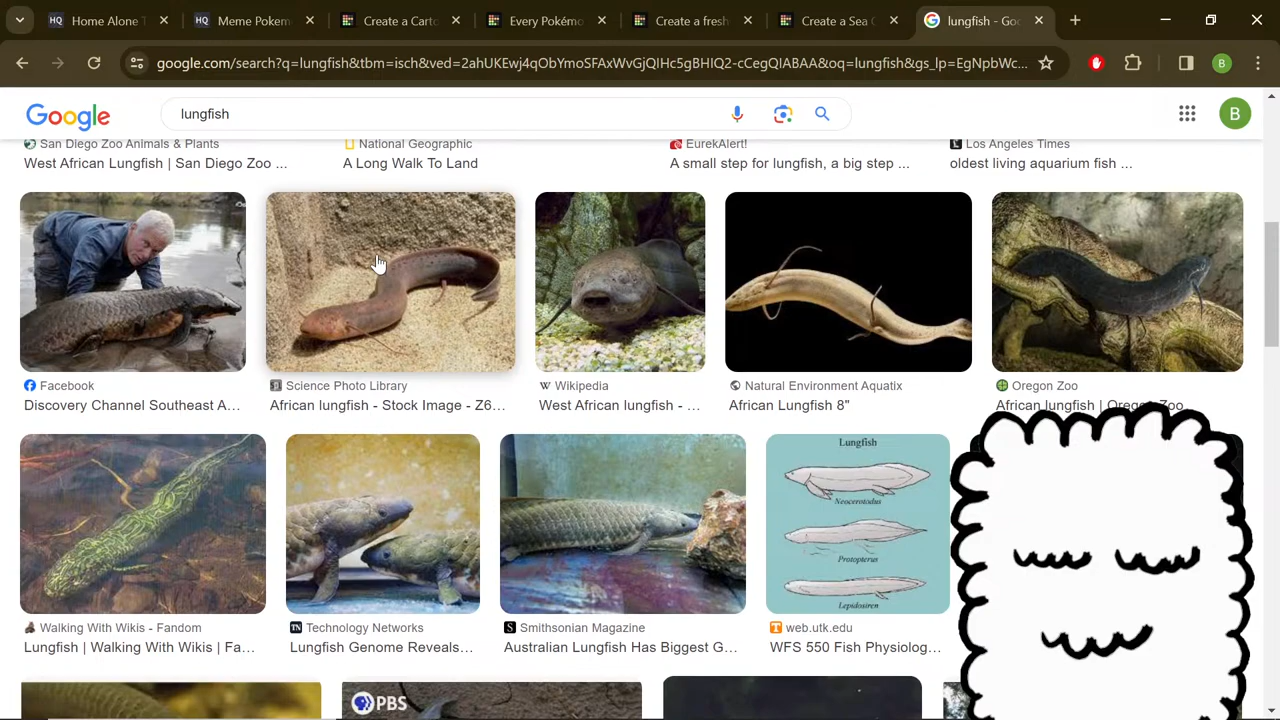 Home Alone T
Meme Pokem
Create a Carto
Every Pokémo
Create a fresh
Create a Sea C
lungfish - Goo
google.com/search?q=lungfish&tbm=isch&ved=2ahUKEwj4qObYmoSFAxWvGjQIHc5gBHIQ2-cCegQIABAA&oq=lungfish&gs_lp=EgNpbWc...
B
Google
lungfish
B
San Diego Zoo Animals & Plants
National Geographic
EurekAlert!
Los Angeles Times
West African Lungfish | San Diego Zoo ...
A Long Walk To Land
A small step for lungfish, a big step ...
oldest living aquarium fish ...
Facebook
Science Photo Library
Wikipedia
Natural Environment Aquatix
Oregon Zoo
Discovery Channel Southeast A...
African lungfish - Stock Image - Z6...
West African lungfish - ...
African Lungfish 8"
African lungfish | Oregon Zoo
Lungfish
Neocerotodus
Protopterus
Lepidosiren
Walking With Wikis - Fandom
Technology Networks
Smithsonian Magazine
web.utk.edu
Lungfish | Walking With Wikis | Fa...
Lungfish Genome Reveals...
Australian Lungfish Has Biggest G...
WFS 550 Fish Physiolog...
PBS